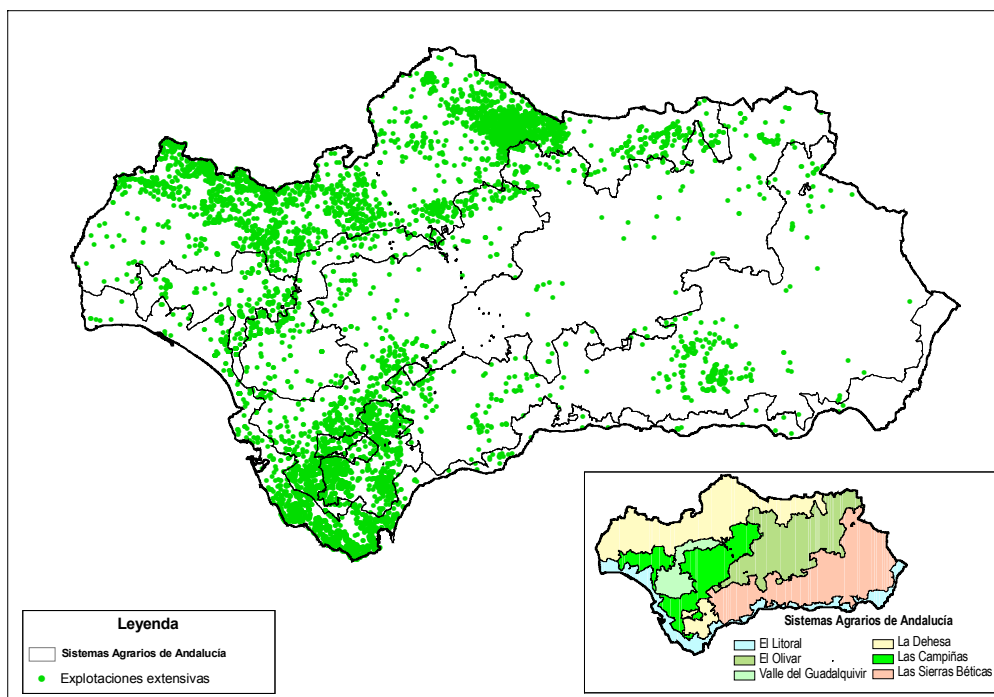 Leyenda
Sistemas Agrarios de Andalucía
Explotaciones extensivas
Sistemas Agrarios de Andalucía
El Litoral
El Olivar
Valle del Guadalquivir
La Dehesa
Las Campiñas
Las Sierras Béticas